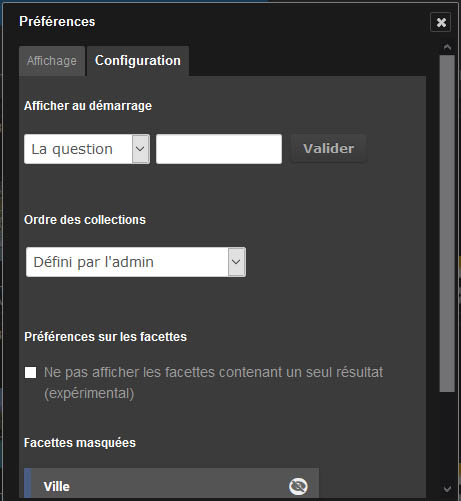 Préférences
Affichage
Configuration
Afficher au démarrage
La question
Valider
Ordre des collections
Défini par l'admin
Préférences sur les facettes
Ne pas afficher les facettes contenant un seul résultat
(expérimental)
Facettes masquées
Ville